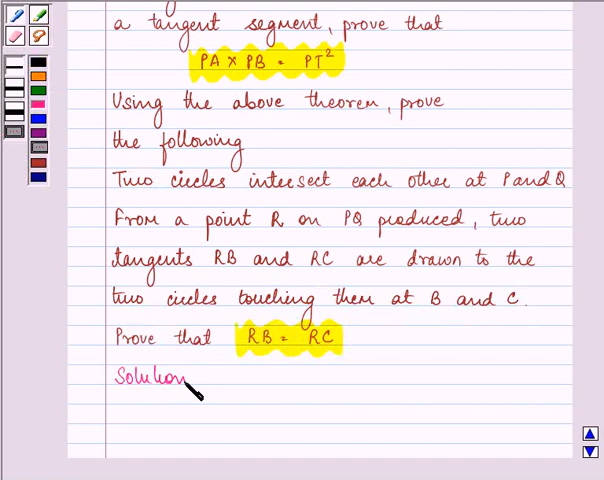 a tangent segment, prove that
PA × PB = PT²
Using the above theorem, prove
the following
Two circles intersect each other at P and Q
From a point R on PQ produced, two
tangents RB and RC are drawn to the
two circles touching them at B and C.
Prove that RB = RC
Solution